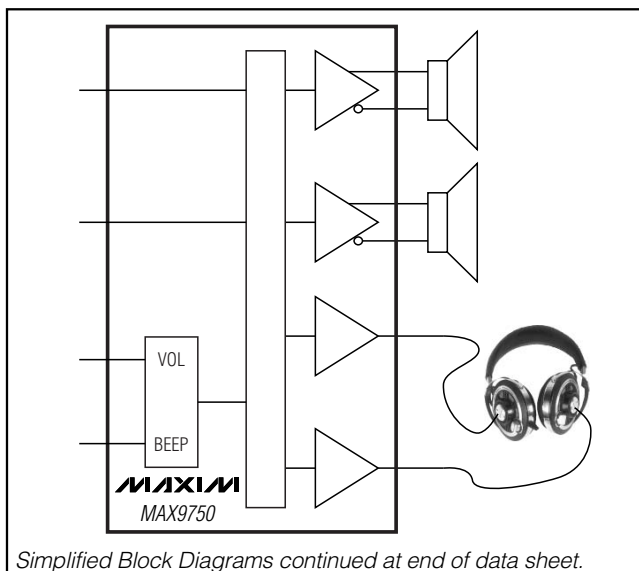 VOL
BEEP
MAXIM
MAX9750
Simplified Block Diagrams continued at end of data sheet.